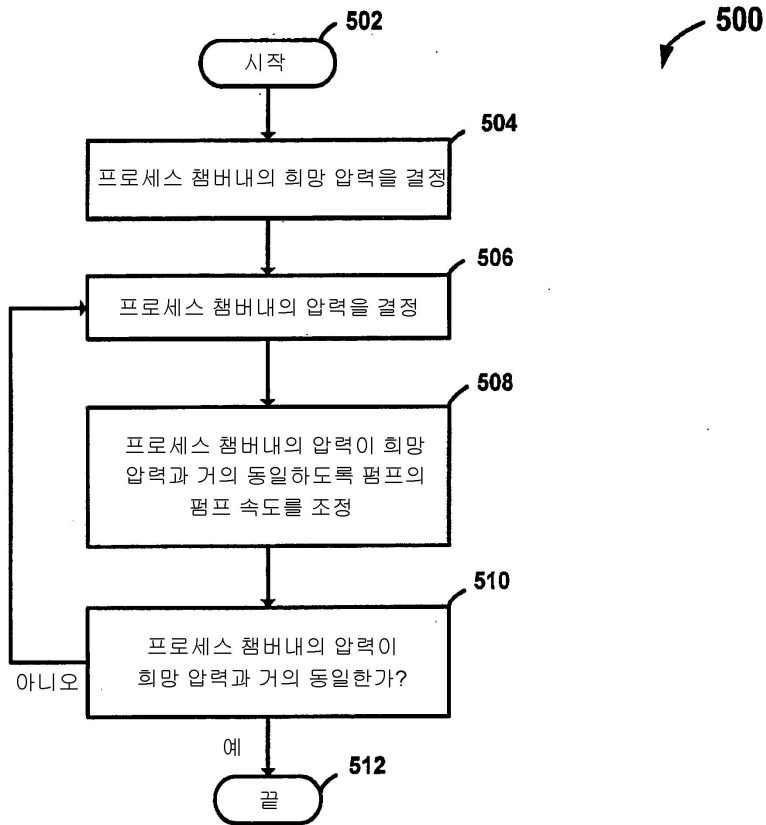 500
502
시작
504
프로세스 챔버내의 희망 압력을 결정
506
프로세스 챔버내의 압력을 결정
508
프로세스 챔버내의 압력이 희망
압력과 거의 동일하도록 펌프의
펌프 속도를 조정
510
프로세스 챔버내의 압력이
희망 압력과 거의 동일한가?
아니오
예
512
끝